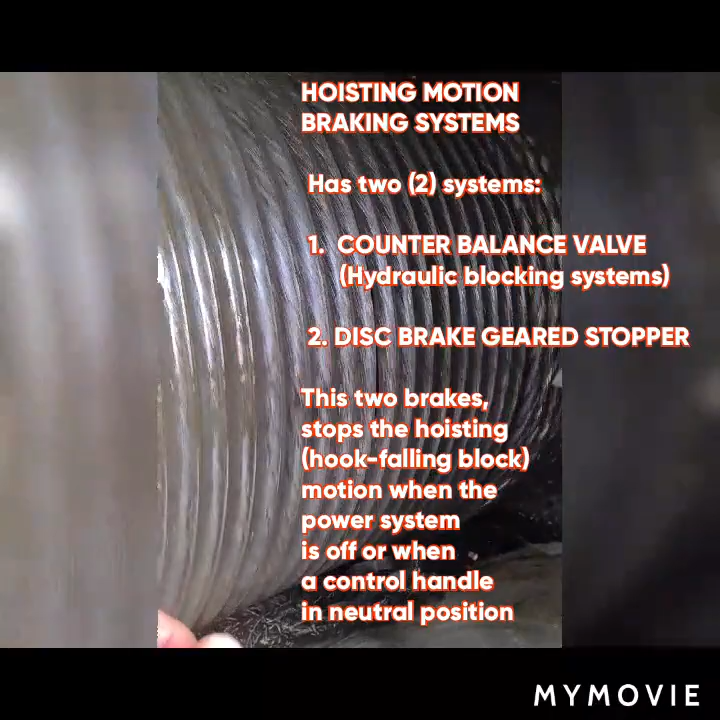 HOISTING MOTION
BRAKING SYSTEMS
Has two (2) systems:
1. COUNTER BALANCE VALVE
(Hydraulic blocking systems)
2. DISC BRAKE GEARED STOPPER
This two brakes,
stops the hoisting
(hook-falling block)
motion when the
power system
is off or when
a control handle
in neutral position
MYMOVIE